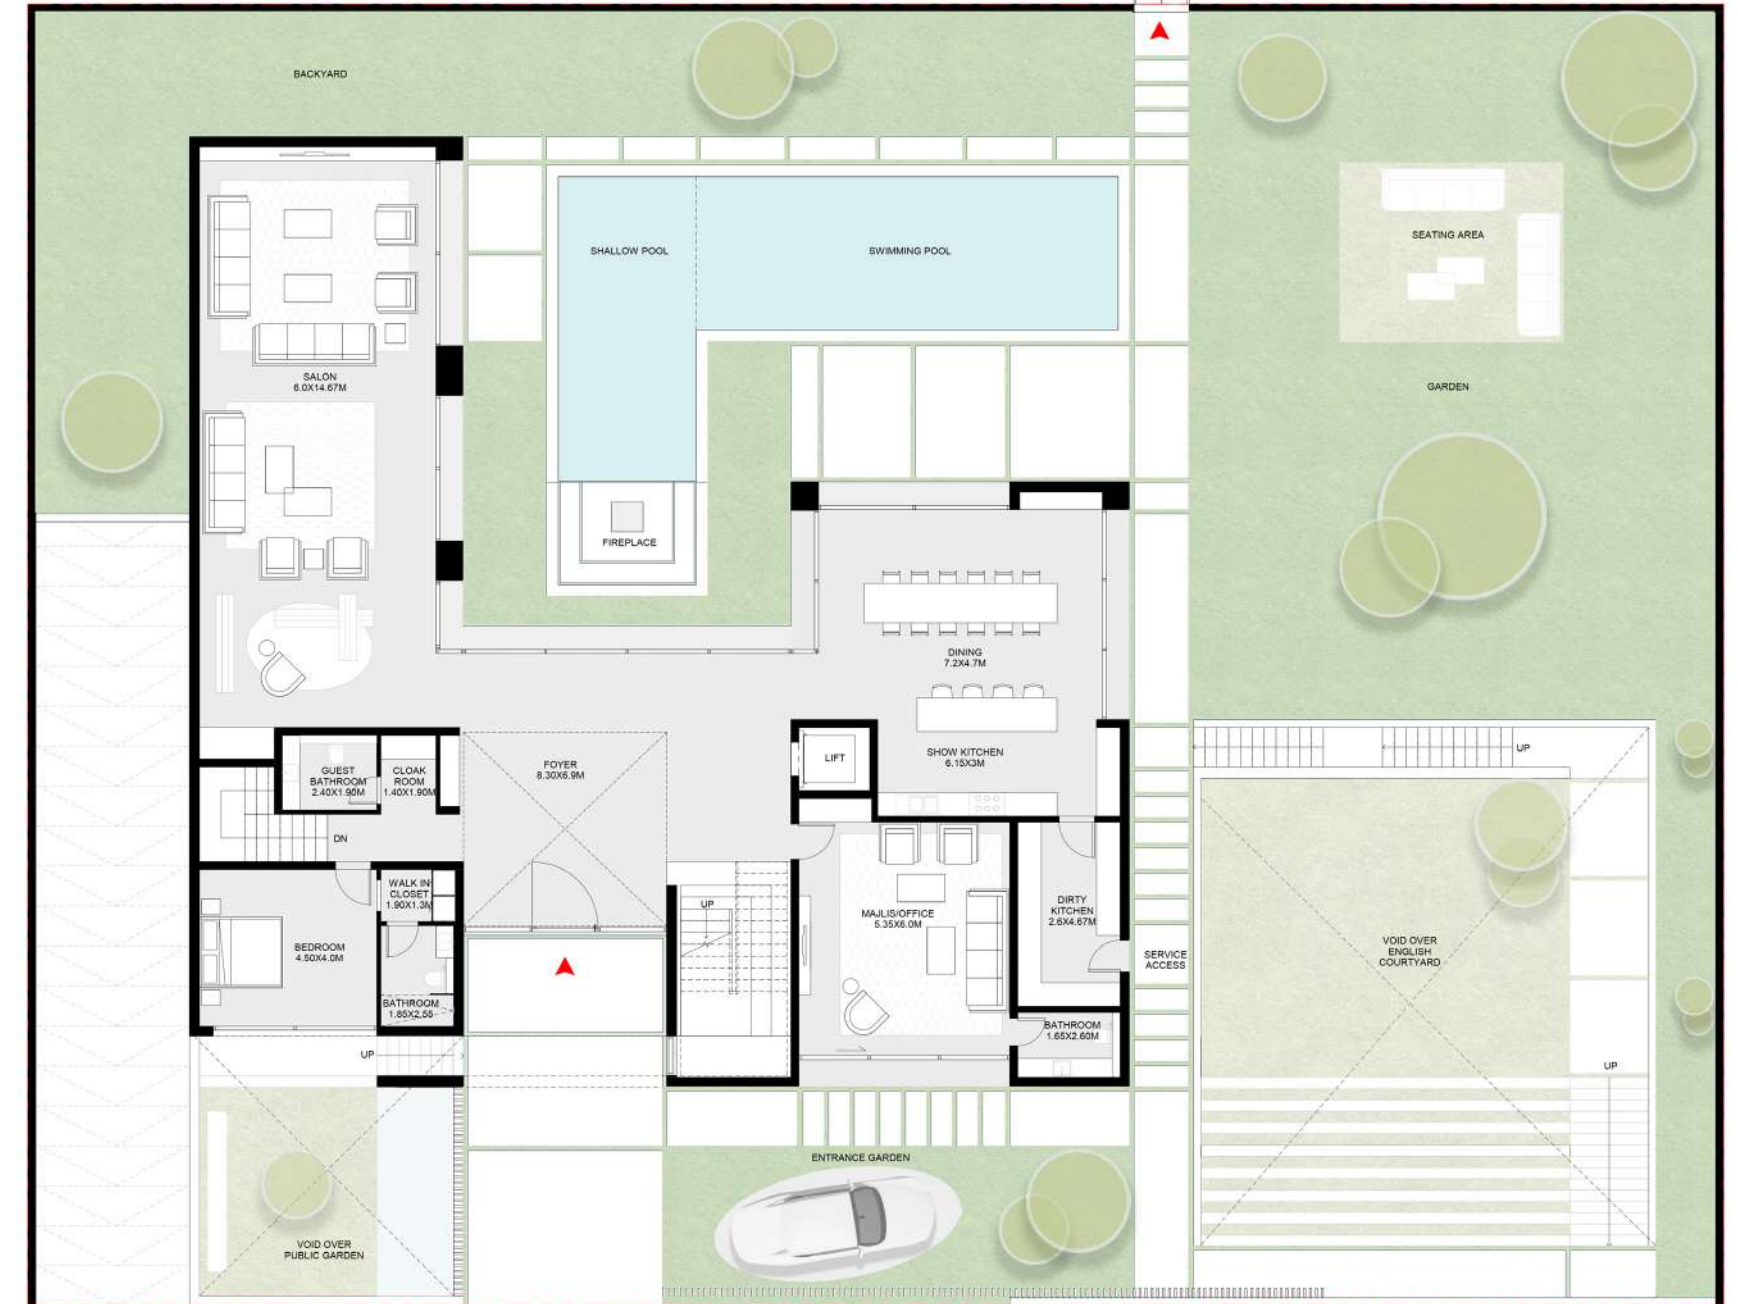 BACKYARD
SHALLOW POOL
SWIMMING POOL
SEATING AREA
SALON
6.0X14.67M
GARDEN
FIREPLACE
DINING
7.2X4.7M
SHOW KITCHEN
6.15X3M
LIFT
FOYER
8.30X6.9M
GUEST
BATHROOM
2.40X1.90M
CLOAK
ROOM
1.40X1.90M
UP
DN
WALK IN
CLOSET
1.90X1.3M
BEDROOM
4.50X4.0M
BATHROOM
1.85X2.55
UP
MAJLIS/OFFICE
5.35X6.0M
DIRTY
KITCHEN
2.6X4.67M
SERVICE
ACCESS
VOID OVER
ENGLISH
COURTYARD
BATHROOM
1.65X2.60M
UP
UP
ENTRANCE GARDEN
VOID OVER
PUBLIC GARDEN